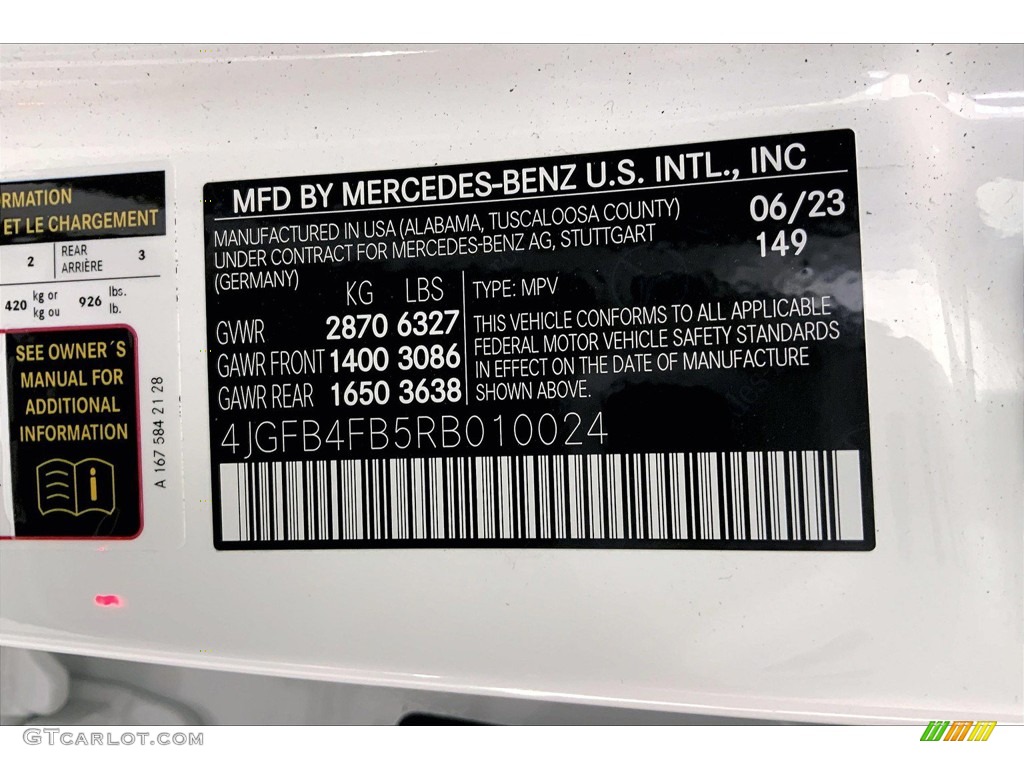 RMATION
ET LE CHARGEMENT
2 REAR ARRIÈRE 3
420 kg or kg ou 926 lbs. lb.
SEE OWNER´S
MANUAL FOR
ADDITIONAL
INFORMATION
i
A 167 584 21 28
MFD BY MERCEDES-BENZ U.S. INTL., INC
MANUFACTURED IN USA (ALABAMA, TUSCALOOSA COUNTY)
UNDER CONTRACT FOR MERCEDES-BENZ AG, STUTTGART
(GERMANY)
06/23
149
KG LBS
GVWR 2870 6327
GAWR FRONT 1400 3086
GAWR REAR 1650 3638
TYPE: MPV
THIS VEHICLE CONFORMS TO ALL APPLICABLE
FEDERAL MOTOR VEHICLE SAFETY STANDARDS
IN EFFECT ON THE DATE OF MANUFACTURE
SHOWN ABOVE.
4JGFB4FB5RB010024
GTcarlot.com